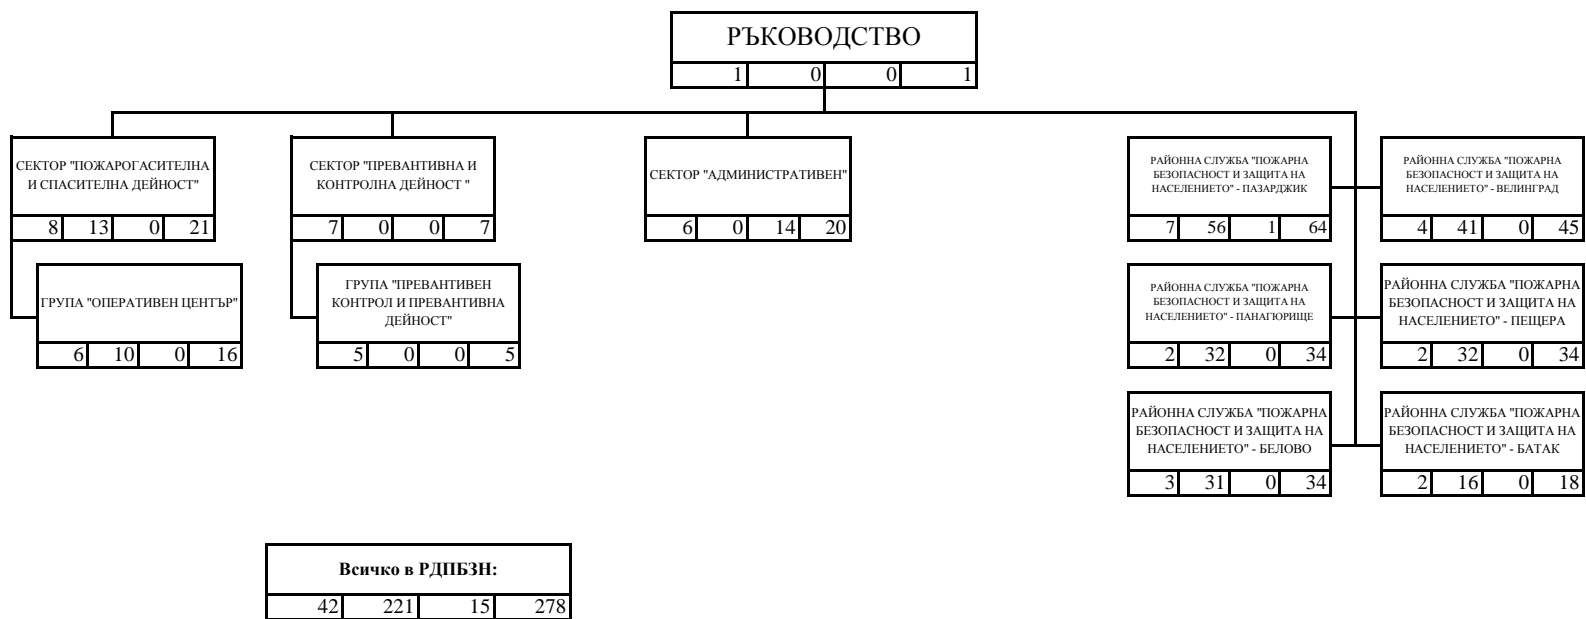 РЪКОВОДСТВО
1 0 0 1
СЕКТОР "ПОЖАРОГАСИТЕЛНА
И СПАСИТЕЛНА ДЕЙНОСТ"
8 13 0 21
ГРУПА "ОПЕРАТИВЕН ЦЕНТЪР"
6 10 0 16
СЕКТОР "ПРЕВАНТИВНА И
КОНТРОЛНА ДЕЙНОСТ "
7 0 0 7
ГРУПА "ПРЕВАНТИВЕН
КОНТРОЛ И ПРЕВАНТИВНА
ДЕЙНОСТ"
5 0 0 5
СЕКТОР "АДМИНИСТРАТИВЕН"
6 0 14 20
РАЙОННА СЛУЖБА "ПОЖАРНА
БЕЗОПАСНОСТ И ЗАЩИТА НА
НАСЕЛЕНИЕТО" - ПАЗАРДЖИК
7 56 1 64
РАЙОННА СЛУЖБА "ПОЖАРНА
БЕЗОПАСНОСТ И ЗАЩИТА НА
НАСЕЛЕНИЕТО" - ВЕЛИНГРАД
4 41 0 45
РАЙОННА СЛУЖБА "ПОЖАРНА
БЕЗОПАСНОСТ И ЗАЩИТА НА
НАСЕЛЕНИЕТО" - ПАНАГЮРИЩЕ
2 32 0 34
РАЙОННА СЛУЖБА "ПОЖАРНА
БЕЗОПАСНОСТ И ЗАЩИТА НА
НАСЕЛЕНИЕТО" - ПЕЩЕРА
2 32 0 34
РАЙОННА СЛУЖБА "ПОЖАРНА
БЕЗОПАСНОСТ И ЗАЩИТА НА
НАСЕЛЕНИЕТО" - БЕЛОВО
3 31 0 34
РАЙОННА СЛУЖБА "ПОЖАРНА
БЕЗОПАСНОСТ И ЗАЩИТА НА
НАСЕЛЕНИЕТО" - БАТАК
2 16 0 18
Всичко в РДПБЗН:
42 221 15 278